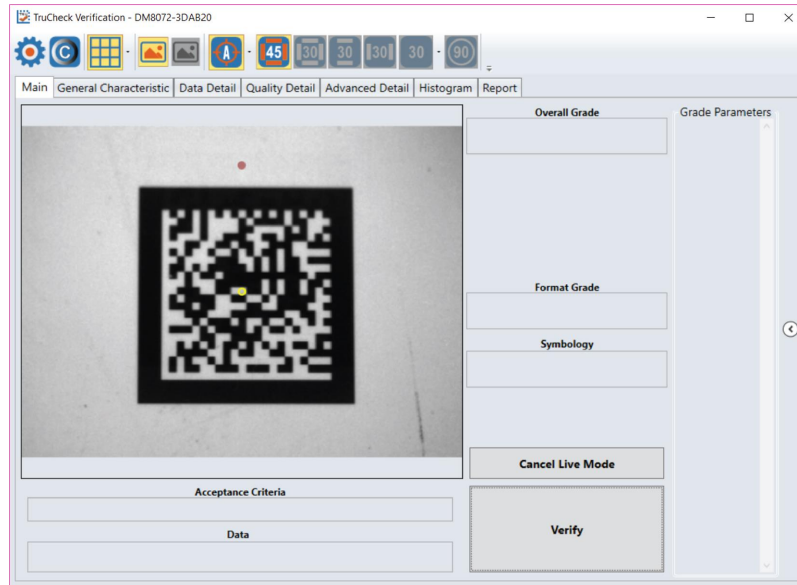 TruCheck Verification - DM8072-3DAB20
C A 45 30 30 30 30 90
Main General Characteristic Data Detail Quality Detail Advanced Detail Histogram Report
Overall Grade
Grade Parameters
Format Grade
Symbology
Cancel Live Mode
Acceptance Criteria
Verify
Data